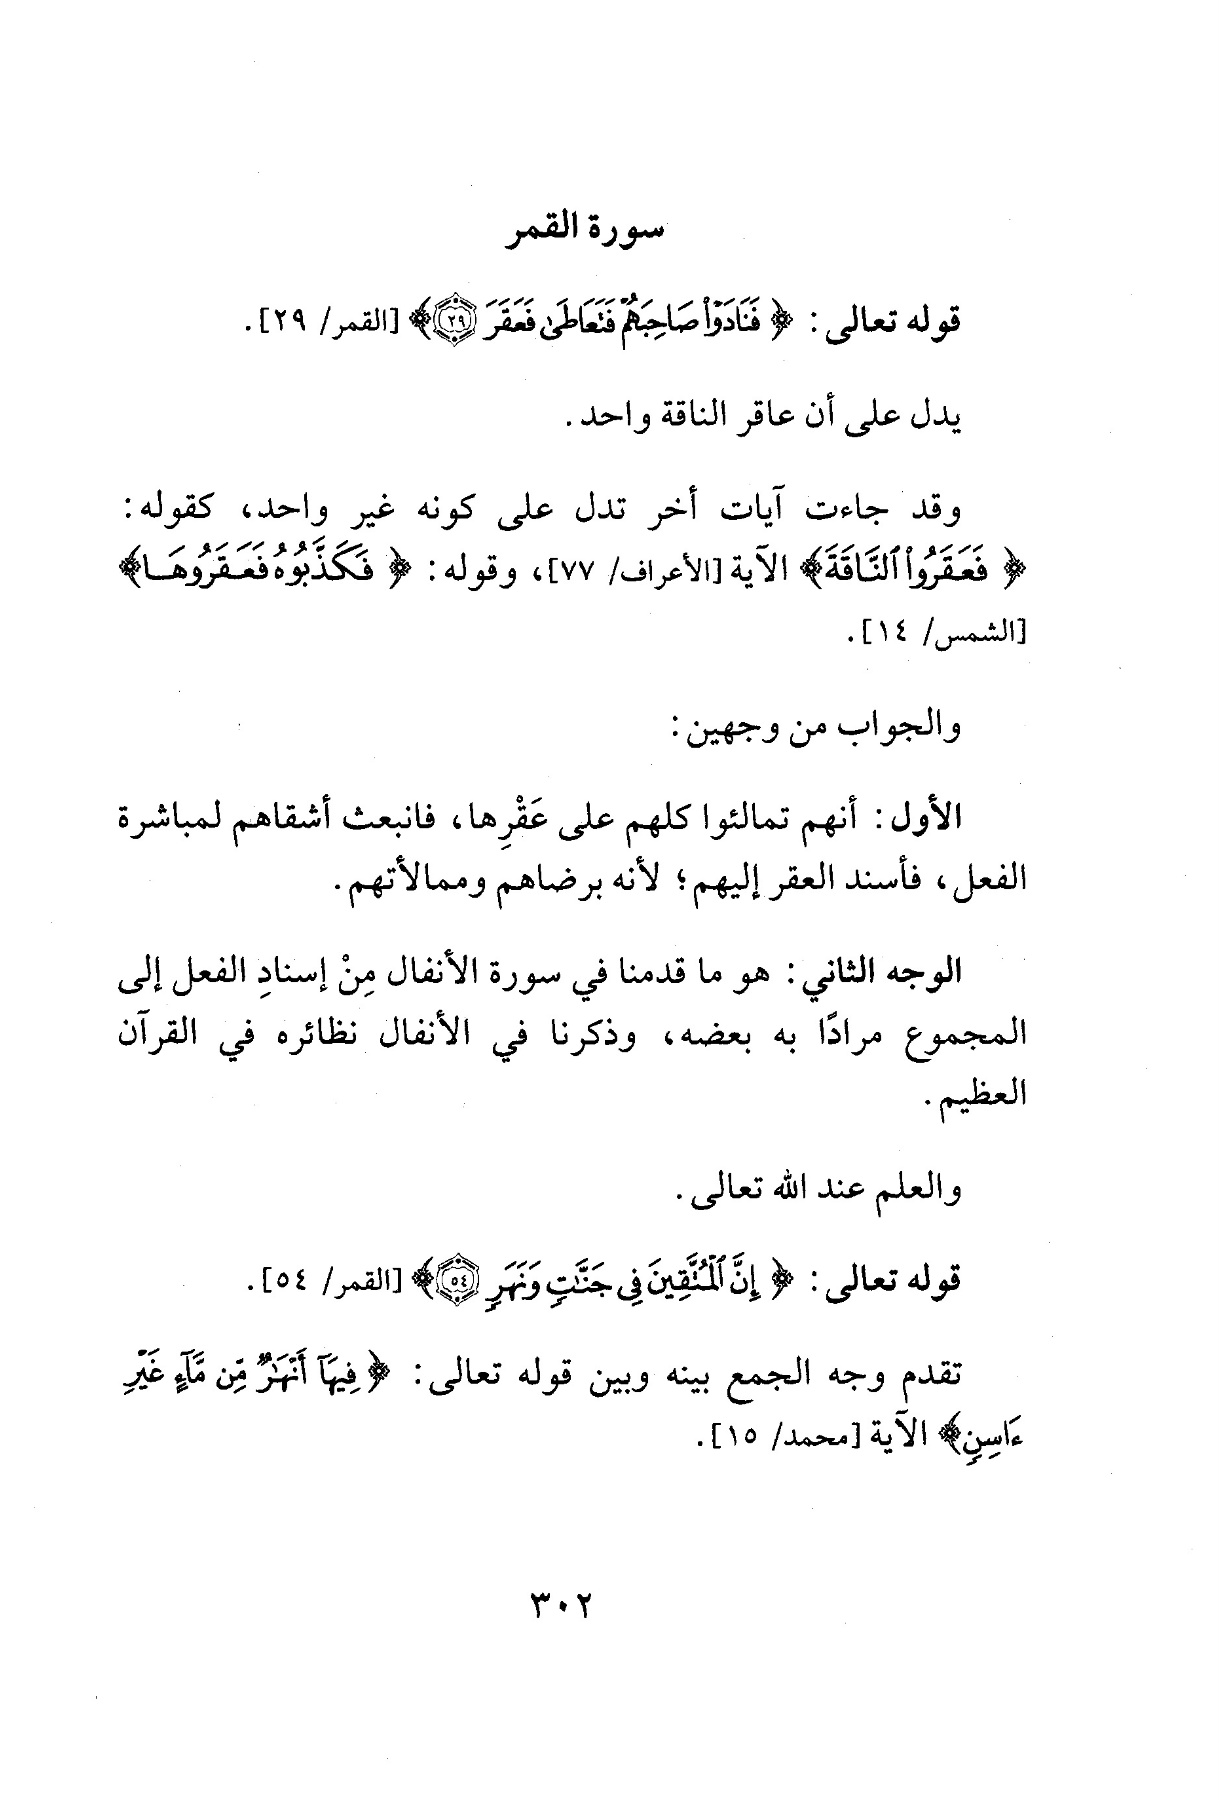 سورة القمر
قوله تعالى: ﴿فَنَادَوْا۟ صَاحِبَهُمْ فَتَعَاطَىٰ فَعَقَرَ ۝٢٩﴾ [القمر/ ٢٩].
يدل على أن عاقر الناقة واحد.
وقد جاءت آيات أخر تدل على كونه غير واحد، كقوله:
﴿فَعَقَرُوا۟ ٱلنَّاقَةَ﴾ الآية [الأعراف/ ٧٧]، وقوله: ﴿فَكَذَّبُوهُ فَعَقَرُوهَا﴾
[الشمس/ ١٤].
والجواب من وجهين:
الأول: أنهم تمالئوا كلهم على عَقْرِها، فانبعث أشقاهم لمباشرة
الفعل، فأسند العقر إليهم؛ لأنه برضاهم وممالأتهم.
الوجه الثاني: هو ما قدمنا في سورة الأنفال مِنْ إسنادِ الفعل إلى
المجموع مرادًا به بعضه، وذكرنا في الأنفال نظائره في القرآن
العظيم.
والعلم عند الله تعالى.
قوله تعالى: ﴿إِنَّ ٱلْمُتَّقِينَ فِى جَنَّـٰتٍ وَنَهَرٍ ۝٥٤﴾ [القمر/ ٥٤].
تقدم وجه الجمع بينه وبين قوله تعالى: ﴿فِيهَآ أَنْهَـٰرٌ مِّن مَّآءٍ غَيْرِ
ءَاسِنٍ﴾ الآية [محمد/ ١٥].
٣٠٢